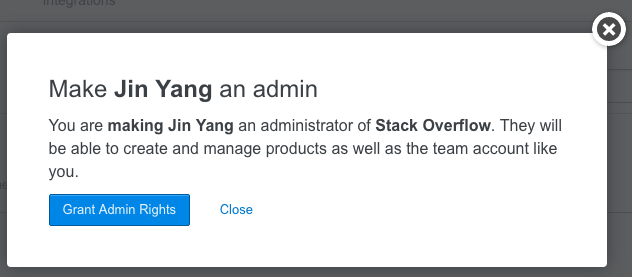 Integrations
Make Jin Yang an admin
You are making Jin Yang an administrator of Stack Overflow. They will
be able to create and manage products as well as the team account like
you.
Grant Admin Rights
Close